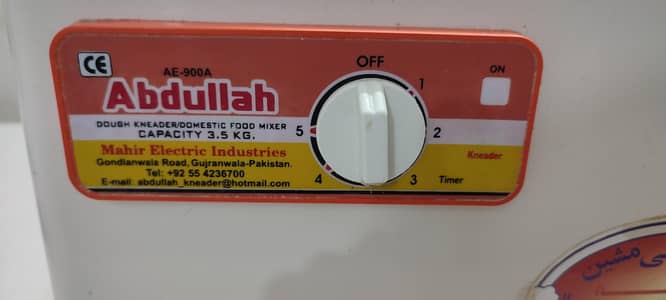 CE
AE-900A
Abdullah
DOUGH KNEADER/DOMESTIC FOOD MIXER
CAPACITY 3.5 KG.
Mahir Electric Industries
Gondlanwala Road, Gujranwala-Pakistan.
Tel: +92 55 4236700
E-mail: abdullah_kneader@hotmail.com
OFF
1
2
3
4
5
Timer
ON
Kneader
مشین